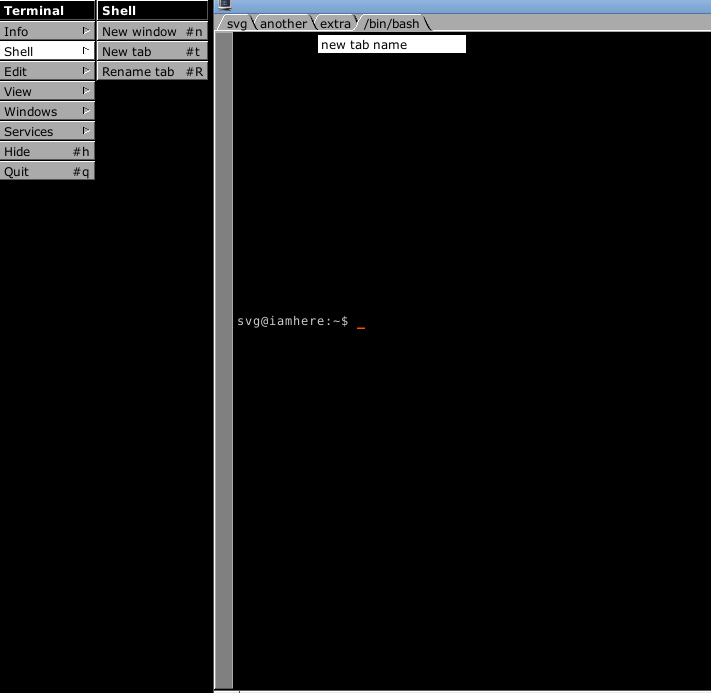 Terminal
Info
Shell
Edit
View
Windows
Services
Hide #h
Quit #q
Shell
New window #n
New tab #t
Rename tab #R
svg another extra /bin/bash
new tab name
svg@iamhere:~$ _